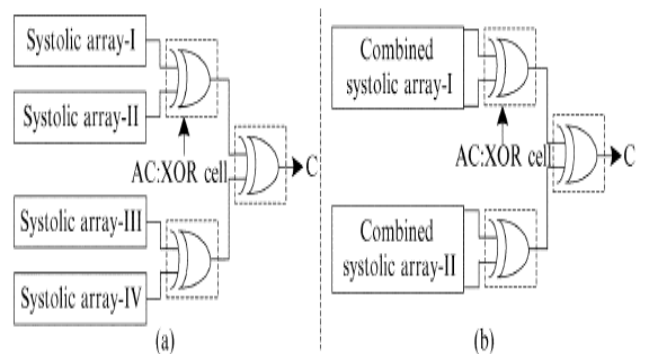 Systolic array-I
Systolic array-II
AC:XOR cell
C
Systolic array-III
Systolic array-IV
(a)
(b)
Combined
systolic array-I
AC:XOR cell
C
Combined
systolic array-II